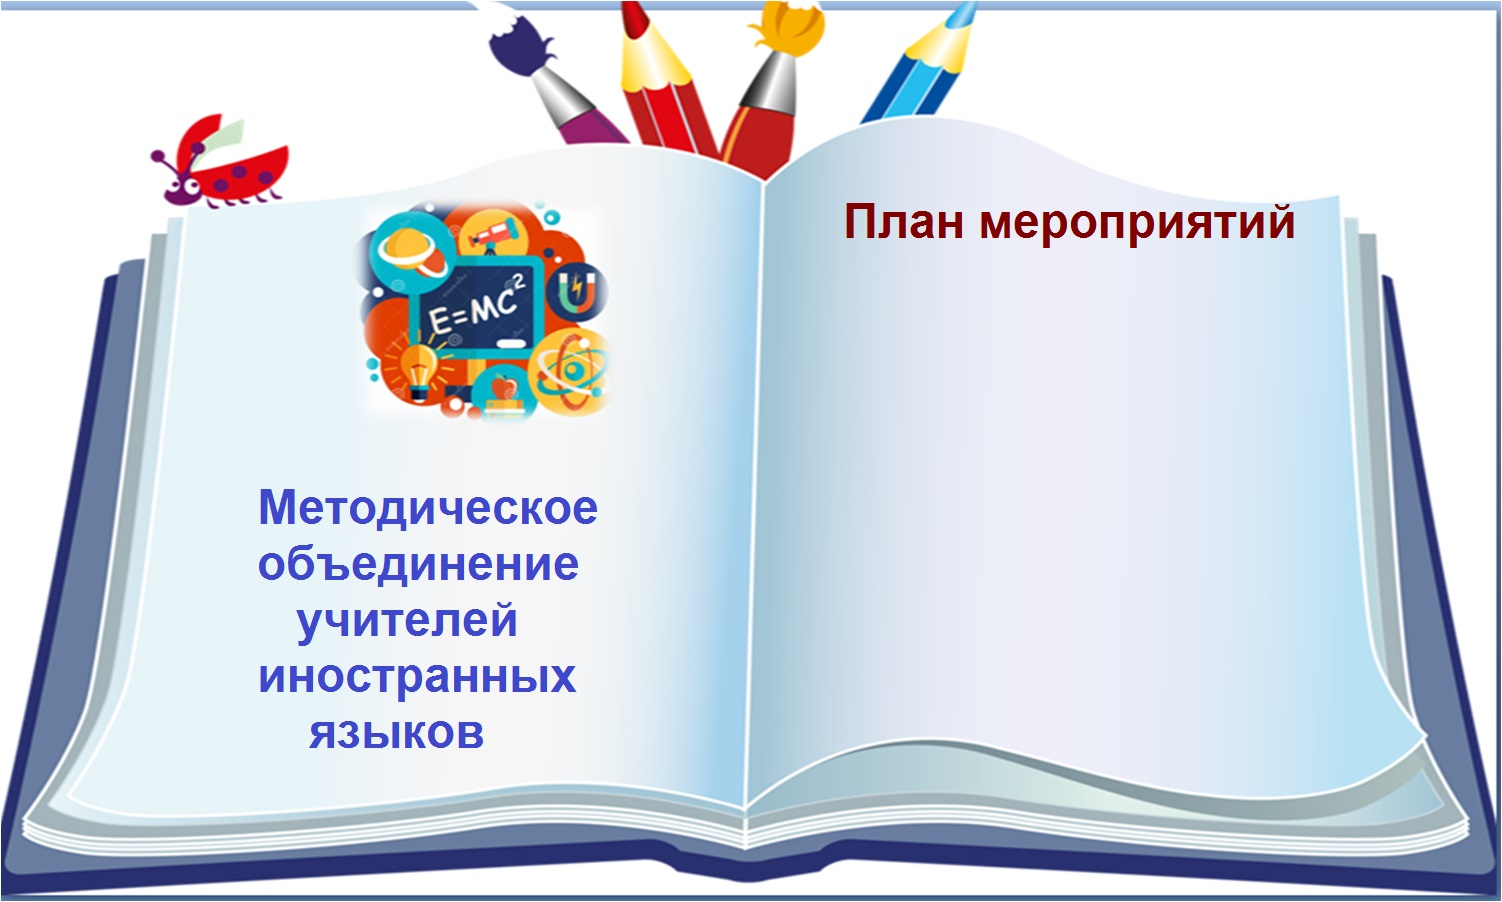 E=MC²
Методическое
объединение
учителей
иностранных
языков
План мероприятий